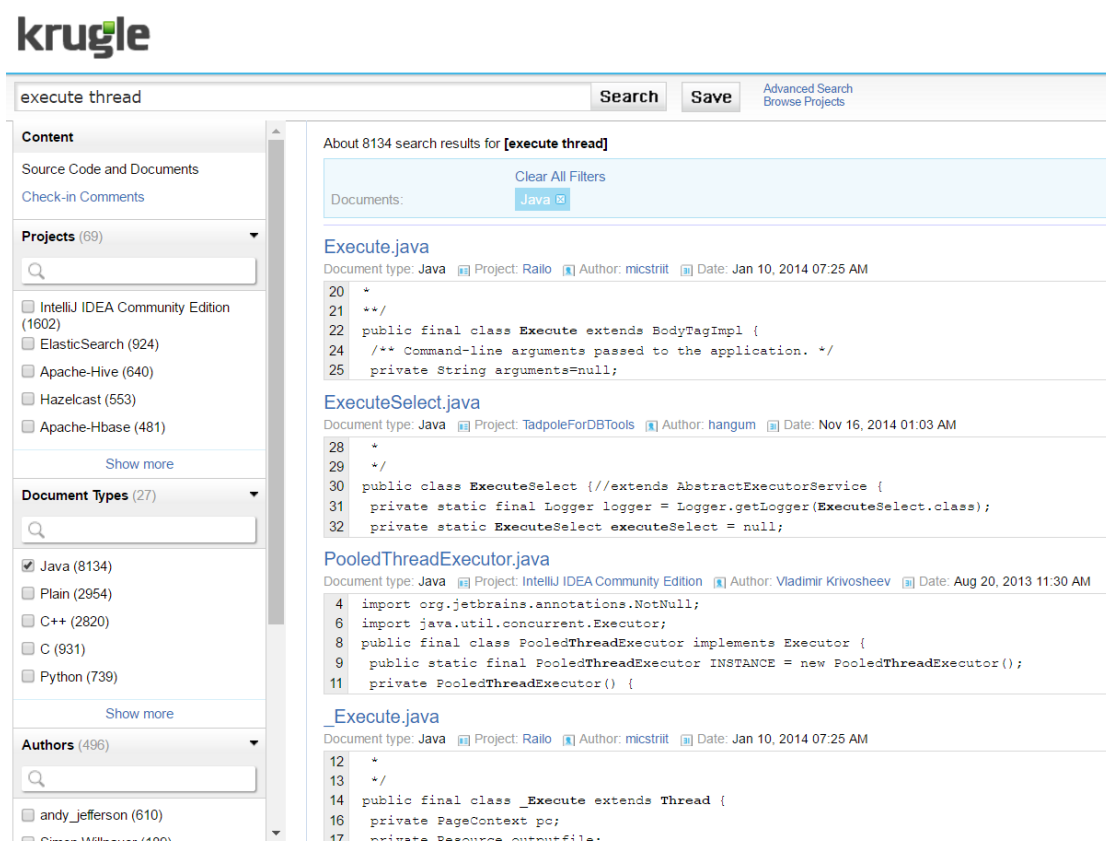 krugle
execute thread
Search
Save
Advanced Search
Browse Projects
Content
Source Code and Documents
Check-in Comments
Projects (69)
IntelliJ IDEA Community Edition
(1602)
ElasticSearch (924)
Apache-Hive (640)
Hazelcast (553)
Apache-Hbase (481)
Show more
Document Types (27)
Java (8134)
Plain (2954)
C++ (2820)
C (931)
Python (739)
Show more
Authors (496)
andy_jefferson (610)
About 8134 search results for [execute thread]
Clear All Filters
Documents: Java
Execute.java
Document type: Java Project: Railo Author: micstriit Date: Jan 10, 2014 07:25 AM
20 *
21 **/
22 public final class Execute extends BodyTagImpl {
24 /** Command-line arguments passed to the application. */
25 private String arguments=null;
ExecuteSelect.java
Document type: Java Project: TadpoleForDBTools Author: hangum Date: Nov 16, 2014 01:03 AM
28 *
29 */
30 public class ExecuteSelect {//extends AbstractExecutorService {
31 private static final Logger logger = Logger.getLogger(ExecuteSelect.class);
32 private static ExecuteSelect executeSelect = null;
PooledThreadExecutor.java
Document type: Java Project: IntelliJ IDEA Community Edition Author: Vladimir Krivosheev Date: Aug 20, 2013 11:30 AM
4 import org.jetbrains.annotations.NotNull;
6 import java.util.concurrent.Executor;
8 public final class PooledThreadExecutor implements Executor {
9 public static final PooledThreadExecutor INSTANCE = new PooledThreadExecutor();
11 private PooledThreadExecutor() {
_Execute.java
Document type: Java Project: Railo Author: micstriit Date: Jan 10, 2014 07:25 AM
12 *
13 */
14 public final class _Execute extends Thread {
16 private PageContext pc;
17 private Resource outputfile;